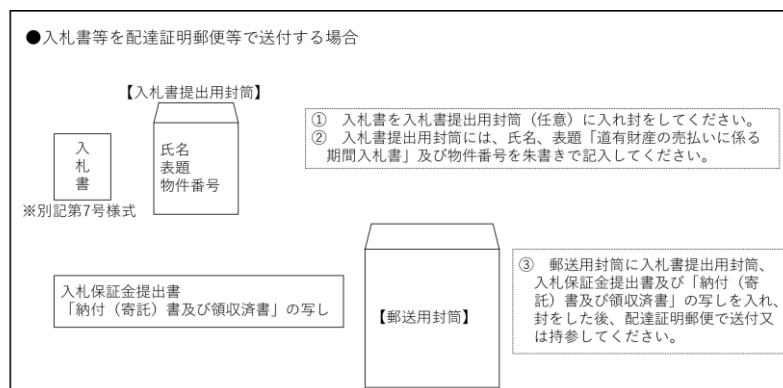 ●入札書等を配達証明郵便等で送付する場合
【入札書提出用封筒】
入
札
書
※別記第7号様式
氏名
表題
物件番号
① 入札書を入札書提出用封筒（任意）に入れ封をしてください。
② 入札書提出用封筒には、氏名、表題「道有財産の売払いに係る
期間入札書」及び物件番号を朱書きで記入してください。
入札保証金提出書
「納付（寄託）書及び領収済書」の写し
【郵送用封筒】
③ 郵送用封筒に入札書提出用封筒、
入札保証金提出書及び「納付（寄
託）書及び領収済書」の写しを入れ、
封をした後、配達証明郵便で送付又
は持参してください。